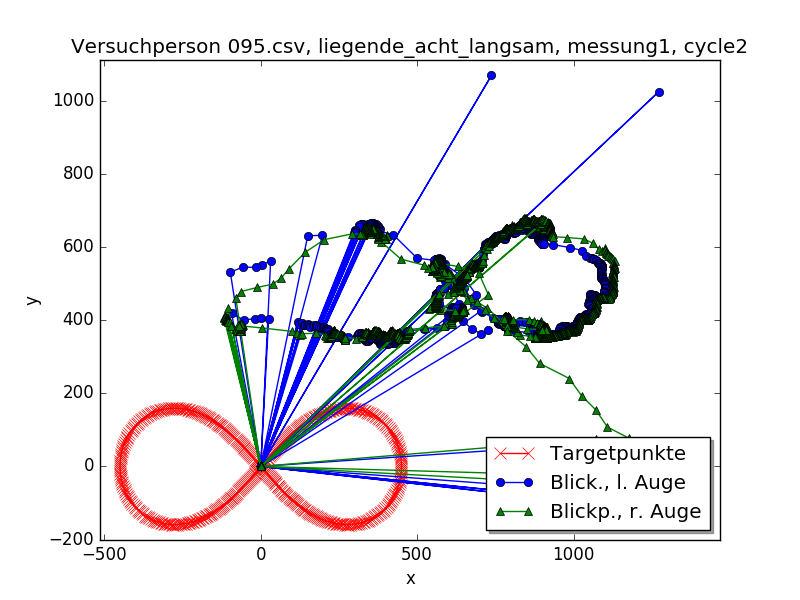 Versuchperson 095.csv, liegende_acht_langsam, messung1, cycle2
1000
800
600
400
200
0
−200
y
−500
0
500
1000
x
Targetpunkte
Blick., l. Auge
Blickp., r. Auge